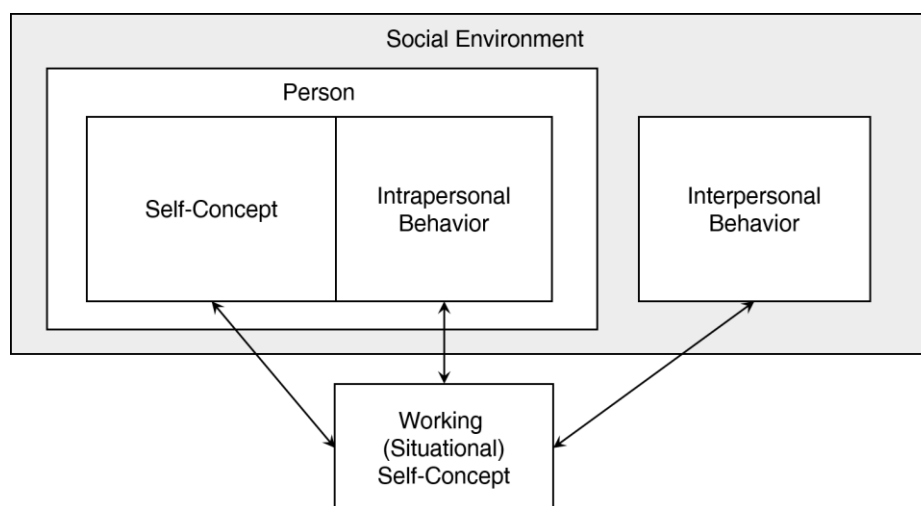 Social Environment
Person
Self-Concept
Intrapersonal
Behavior
Interpersonal
Behavior
Working
(Situational)
Self-Concept